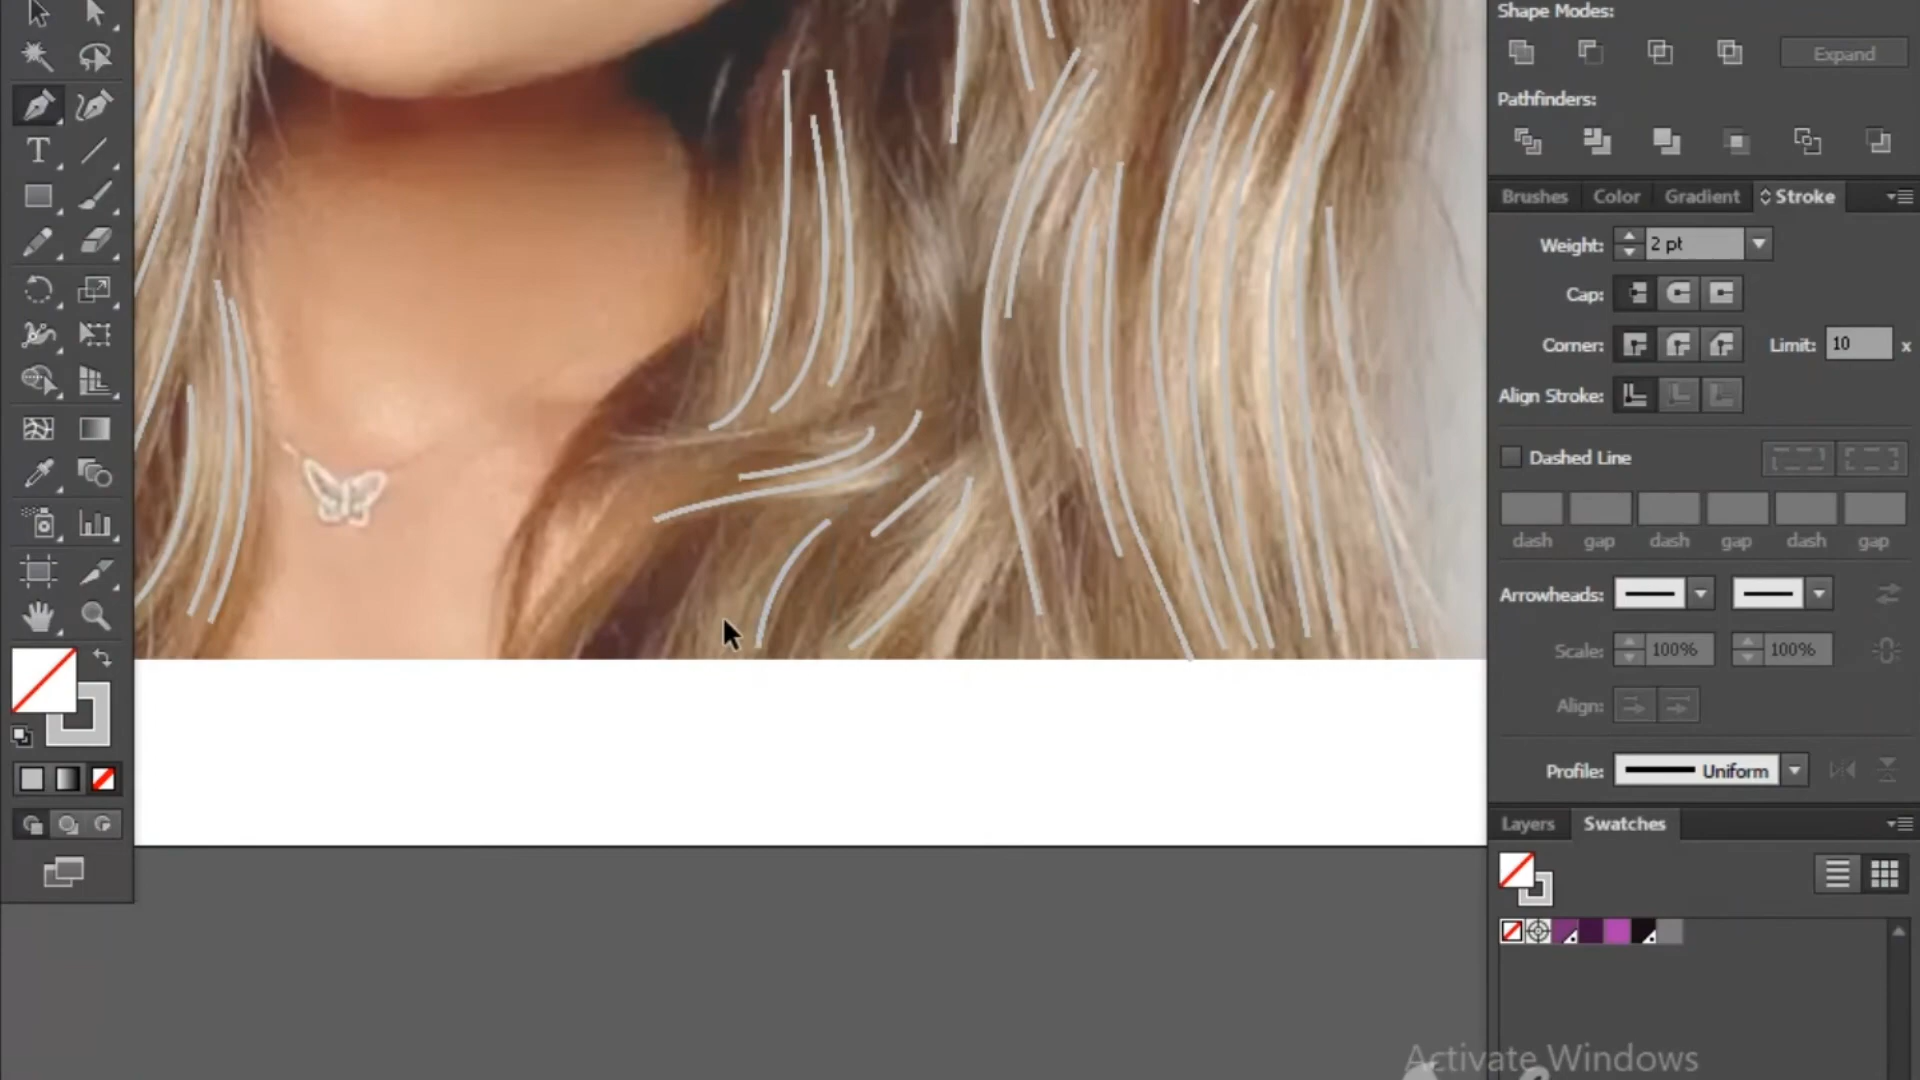 Shape Modes:
Expand
Pathfinders:
Brushes Color Gradient Stroke
Weight: 2 pt
Cap:
Corner: Limit: 10 x
Align Stroke:
Dashed Line
dash gap dash gap dash gap
Arrowheads:
Scale: 100% 100%
Align:
Profile: Uniform
Layers Swatches
Activate Windows